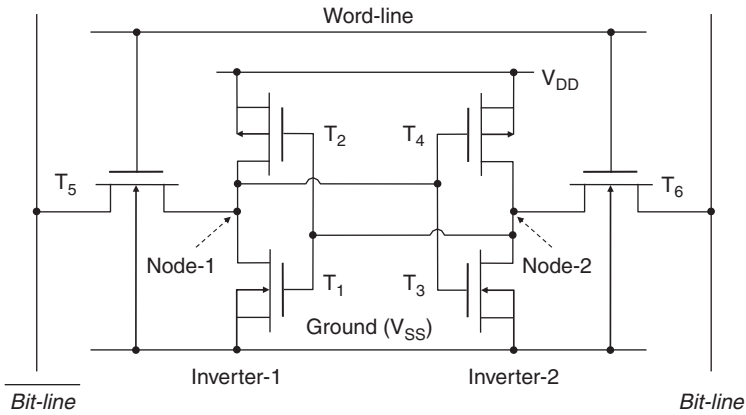 Word-line
V_DD
T_2
T_4
T_5
T_6
Node-1
Node-2
T_1
T_3
Ground (V_SS)
Inverter-1
Inverter-2
Bit-line
Bit-line